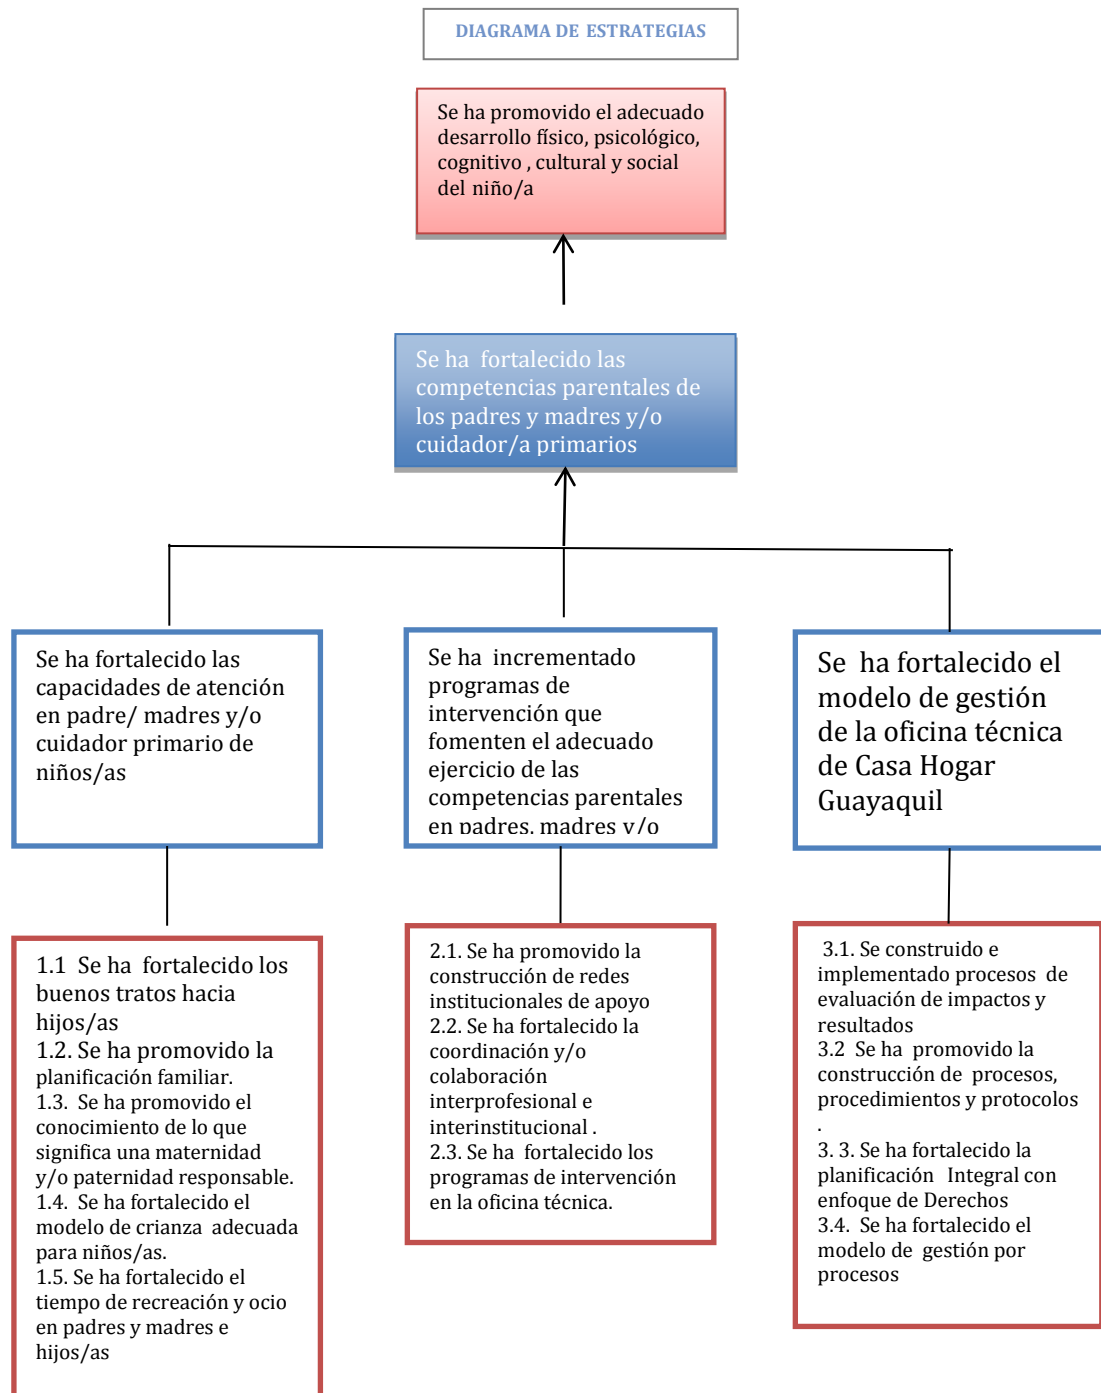 DIAGRAMA DE ESTRATEGIAS
Se ha promovido el adecuado
desarrollo físico, psicológico,
cognitivo , cultural y social
del niño/a
Se ha fortalecido las
competencias parentales de
los padres y madres y/o
cuidador/a primarios
Se ha fortalecido las
capacidades de atención
en padre/ madres y/o
cuidador primario de
niños/as
Se ha incrementado
programas de
intervención que
fomenten el adecuado
ejercicio de las
competencias parentales
en padres, madres y/o
Se ha fortalecido el
modelo de gestión
de la oficina técnica
de Casa Hogar
Guayaquil
1.1 Se ha fortalecido los
buenos tratos hacia
hijos/as
1.2. Se ha promovido la
planificación familiar.
1.3. Se ha promovido el
conocimiento de lo que
significa una maternidad
y/o paternidad responsable.
1.4. Se ha fortalecido el
modelo de crianza adecuada
para niños/as.
1.5. Se ha fortalecido el
tiempo de recreación y ocio
en padres y madres e
hijos/as
2.1. Se ha promovido la
construcción de redes
institucionales de apoyo
2.2. Se ha fortalecido la
coordinación y/o
colaboración
interprofesional e
interinstitucional .
2.3. Se ha fortalecido los
programas de intervención
en la oficina técnica.
3.1. Se construido e
implementado procesos de
evaluación de impactos y
resultados
3.2 Se ha promovido la
construcción de procesos,
procedimientos y protocolos
.
3. 3. Se ha fortalecido la
planificación Integral con
enfoque de Derechos
3.4. Se ha fortalecido el
modelo de gestión por
procesos